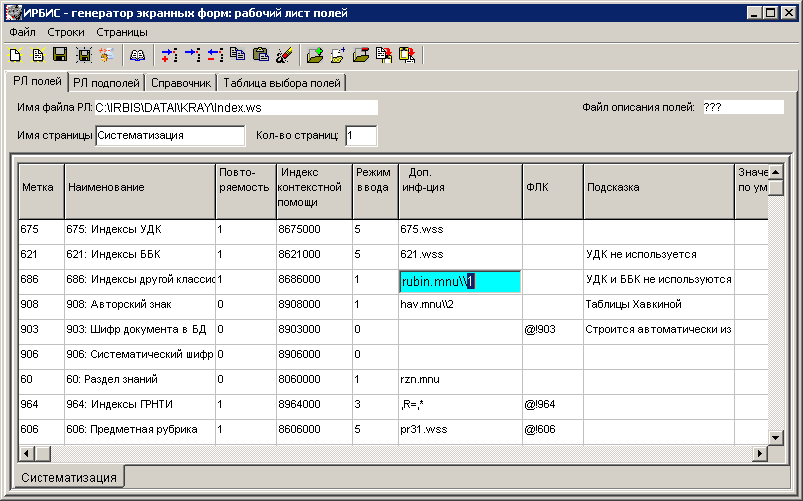 ИРБИС - генератор экранных форм: рабочий лист полей
Файл Строки Страницы
РЛ полей РЛ подполей Справочник Таблица выбора полей
Имя файла РЛ: C:\IRBIS\DATAI\KRAY\Index.ws Файл описания полей: ???
Имя страницы Систематизация Кол-во страниц: 1
Метка Наименование Повто-ряемость Индекс контекстной помощи Режим ввода Доп. инф-ция ФЛК Подсказка Значе по ум
675 675: Индексы УДК 1 8675000 5 675.wss
621 621: Индексы ББК 1 8621000 5 621.wss УДК не используется
686 686: Индексы другой классис 1 8686000 1 rubin.mnu\\1 УДК и ББК не используются
908 908: Авторский знак 0 8908000 1 hav.mnu\\2 Таблицы Хавкиной
903 903: Шифр документа в БД 0 8903000 0 @!903 Строится автоматически из
906 906: Систематический шифр 0 8906000 0
60 60: Раздел знаний 0 8060000 1 rzn.mnu
964 964: Индексы ГРНТИ 1 8964000 3 ,R=,* @!964
606 606: Предметная рубрика 1 8606000 5 pr31.wss @!606
Систематизация